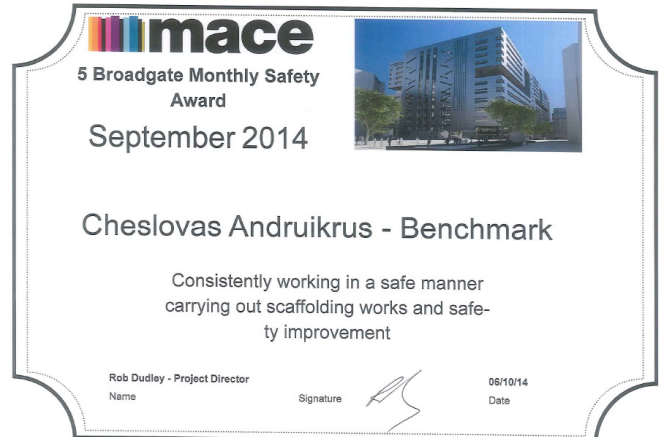 mace
5 Broadgate Monthly Safety
Award
September 2014
Cheslovas Andruikrus - Benchmark
Consistently working in a safe manner
carrying out scaffolding works and safe-
ty improvement
Rob Dudley - Project Director
Name
Signature
06/10/14
Date